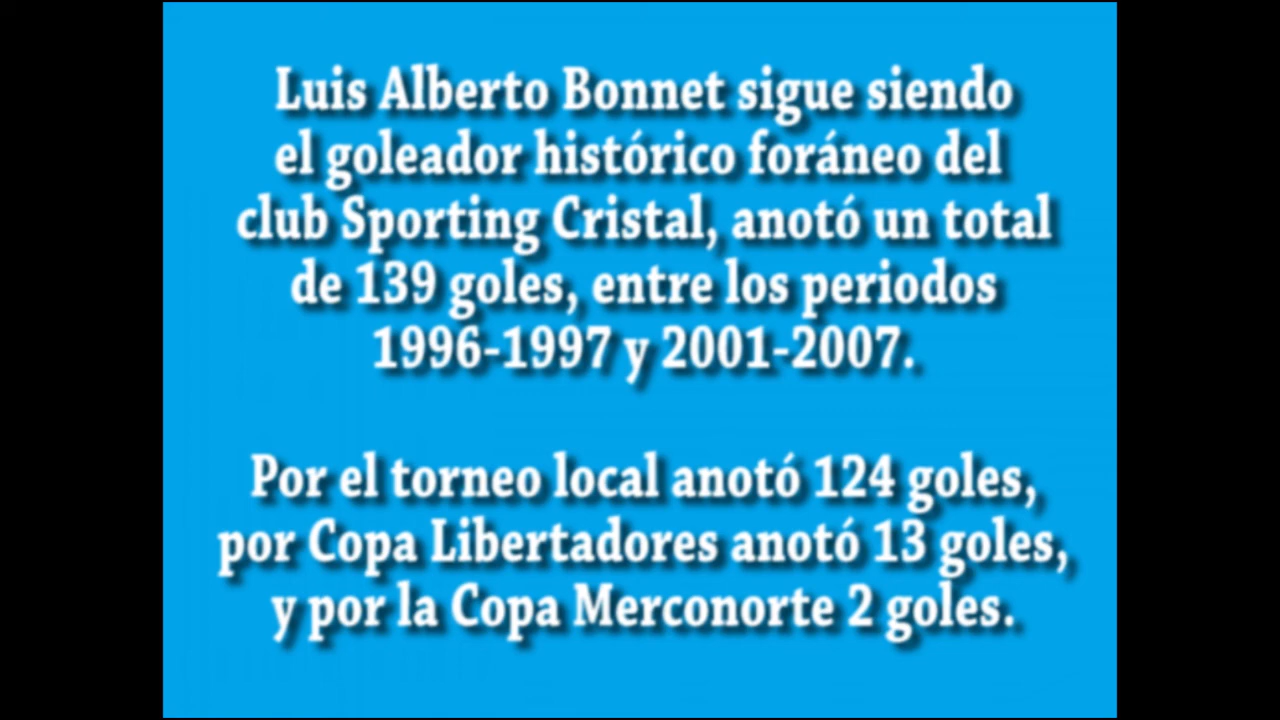 Luis Alberto Bonnet sigue siendo
el goleador histórico foráneo del
club Sporting Cristal, anotó un total
de 139 goles, entre los periodos
1996-1997 y 2001-2007.
Por el torneo local anotó 124 goles,
por Copa Libertadores anotó 13 goles,
y por la Copa Merconorte 2 goles.